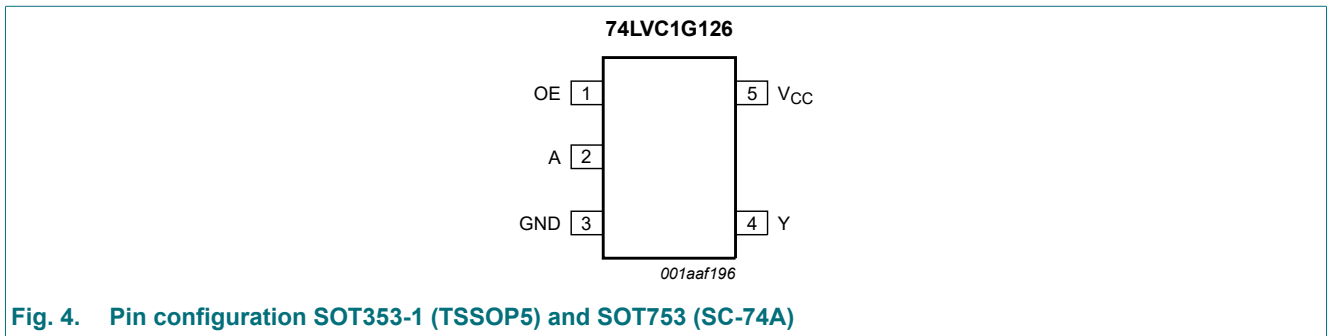 74LVC1G126
OE 1 5 VCC
A 2
GND 3 4 Y
001aaf196
Fig. 4. Pin configuration SOT353-1 (TSSOP5) and SOT753 (SC-74A)